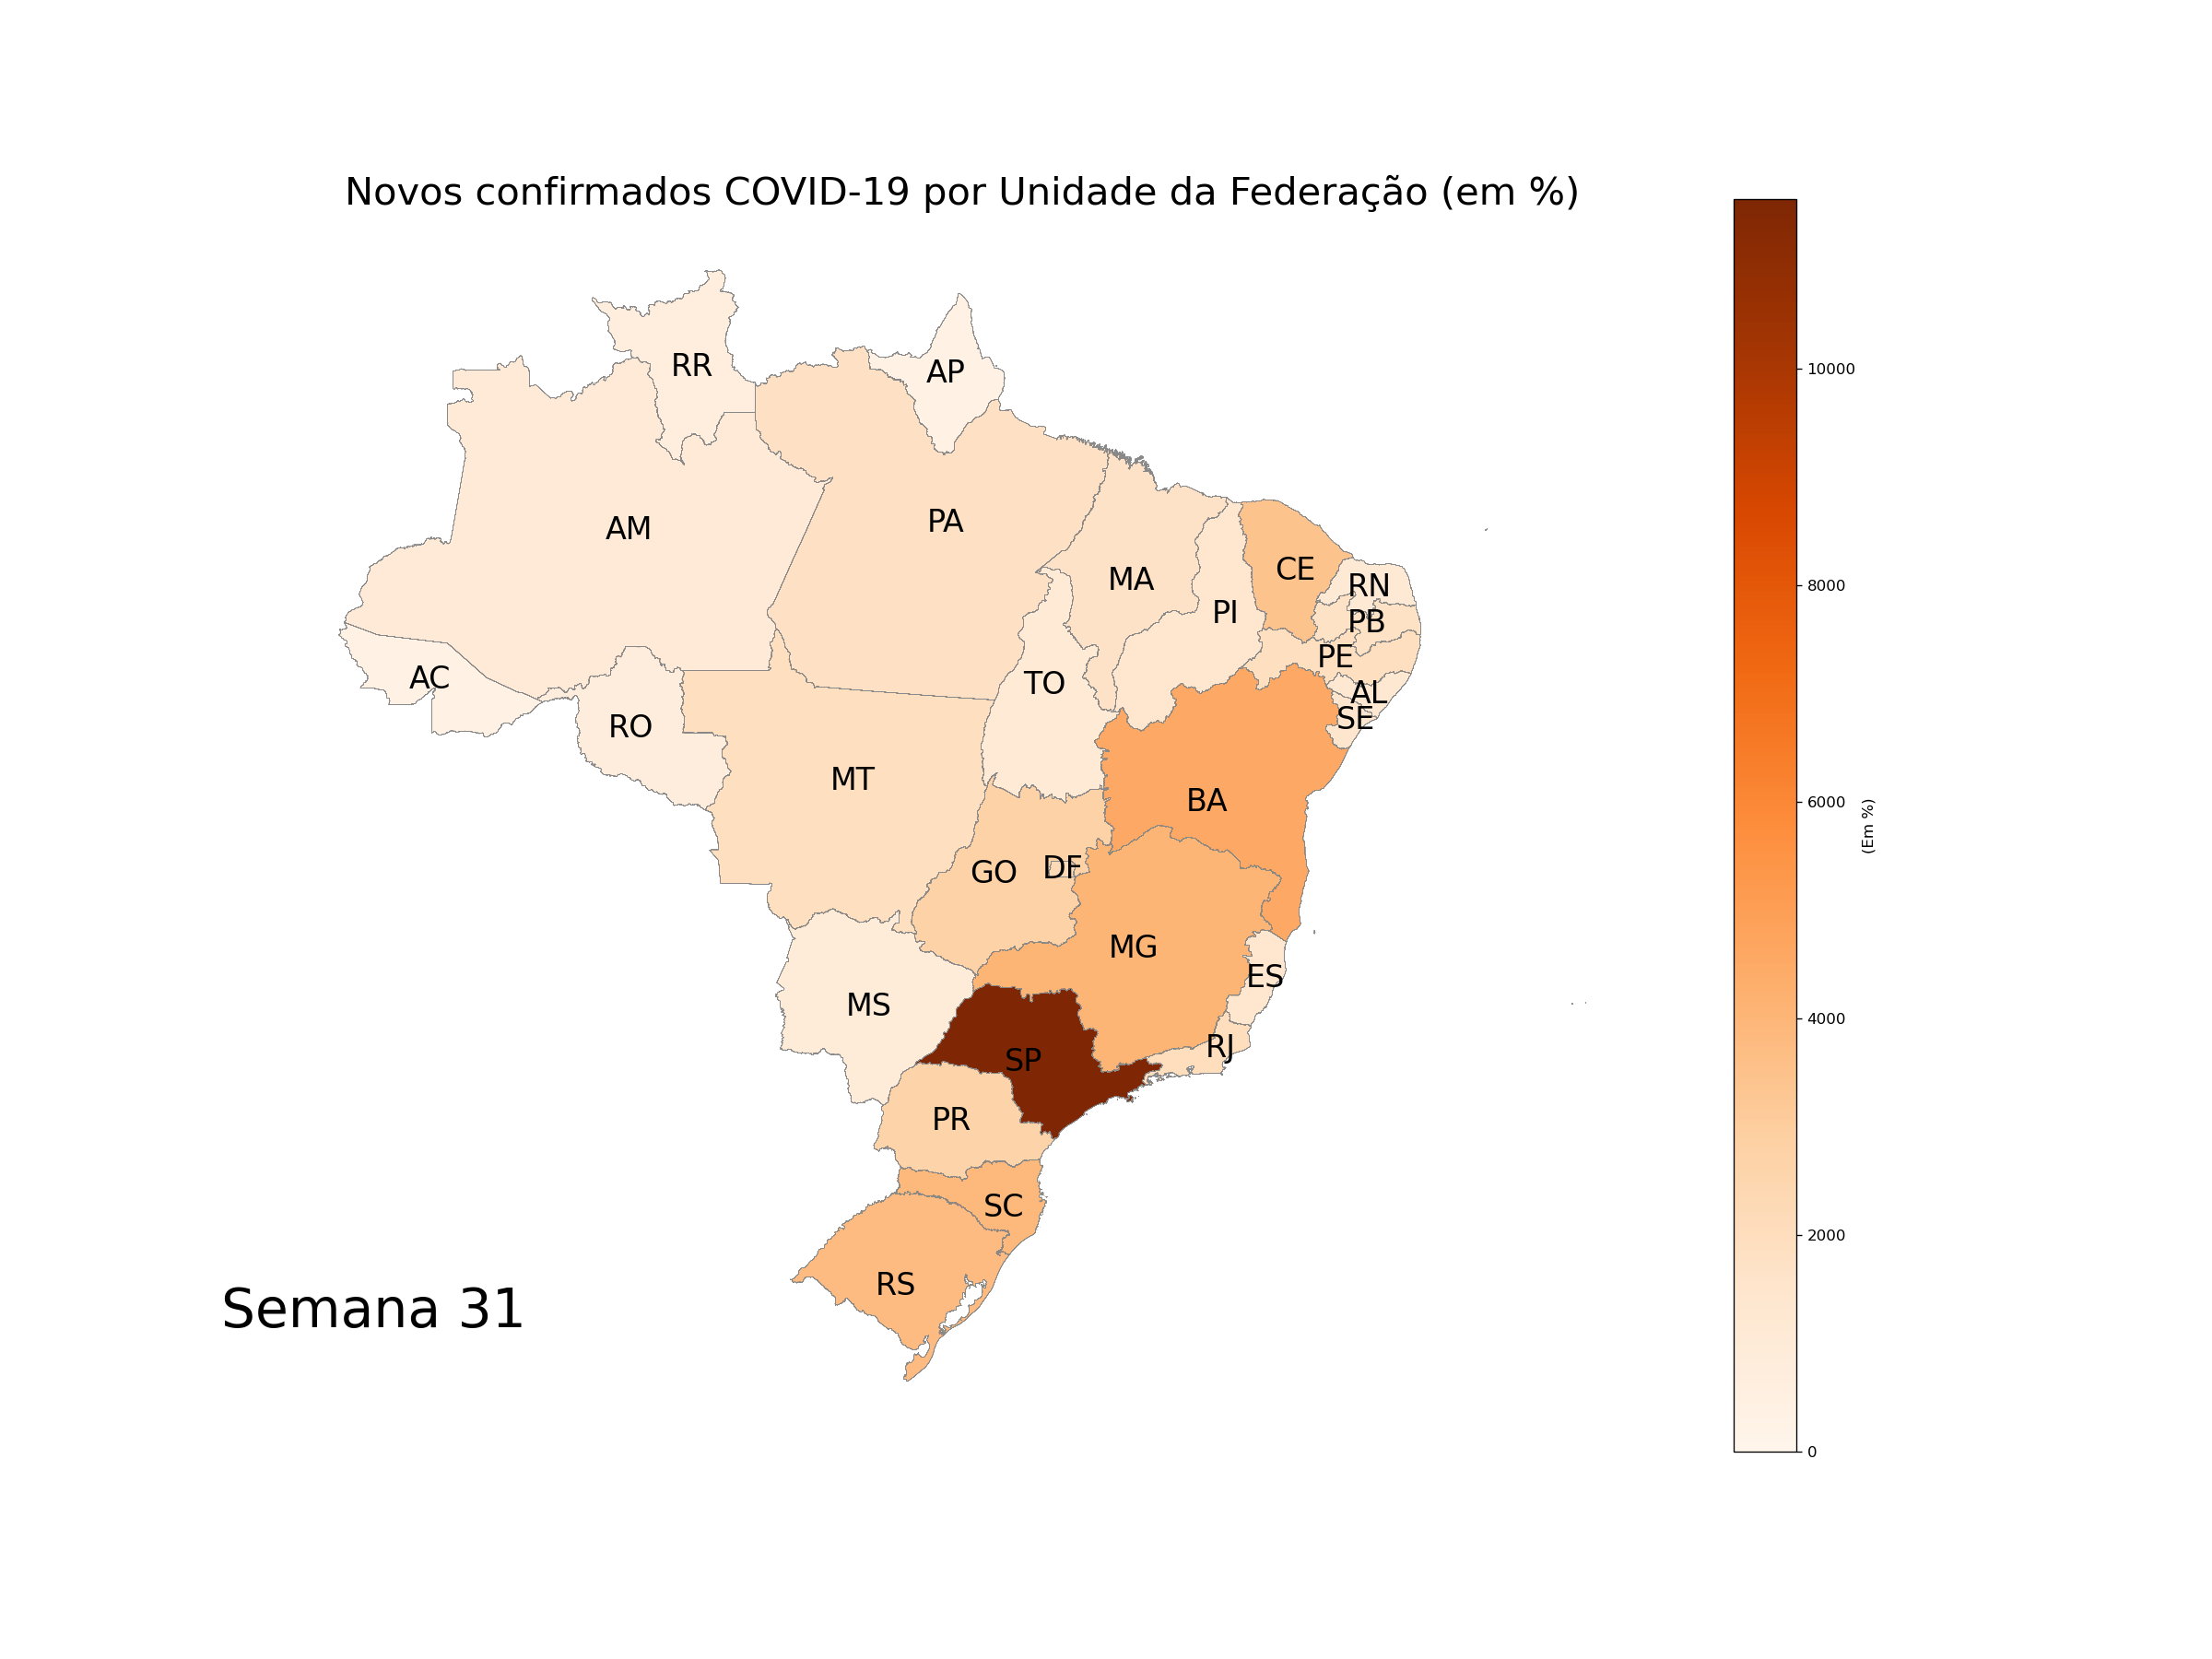 Novos confirmados COVID-19 por Unidade da Federação (em %)
RR
AP
AM
PA
MA
CE
RN
PI
PB
PE
AC
TO
AL
SE
RO
MT
BA
GO
DF
MG
ES
MS
RJ
SP
PR
SC
RS
Semana 31
10000
8000
6000
4000
2000
0
(Em %)